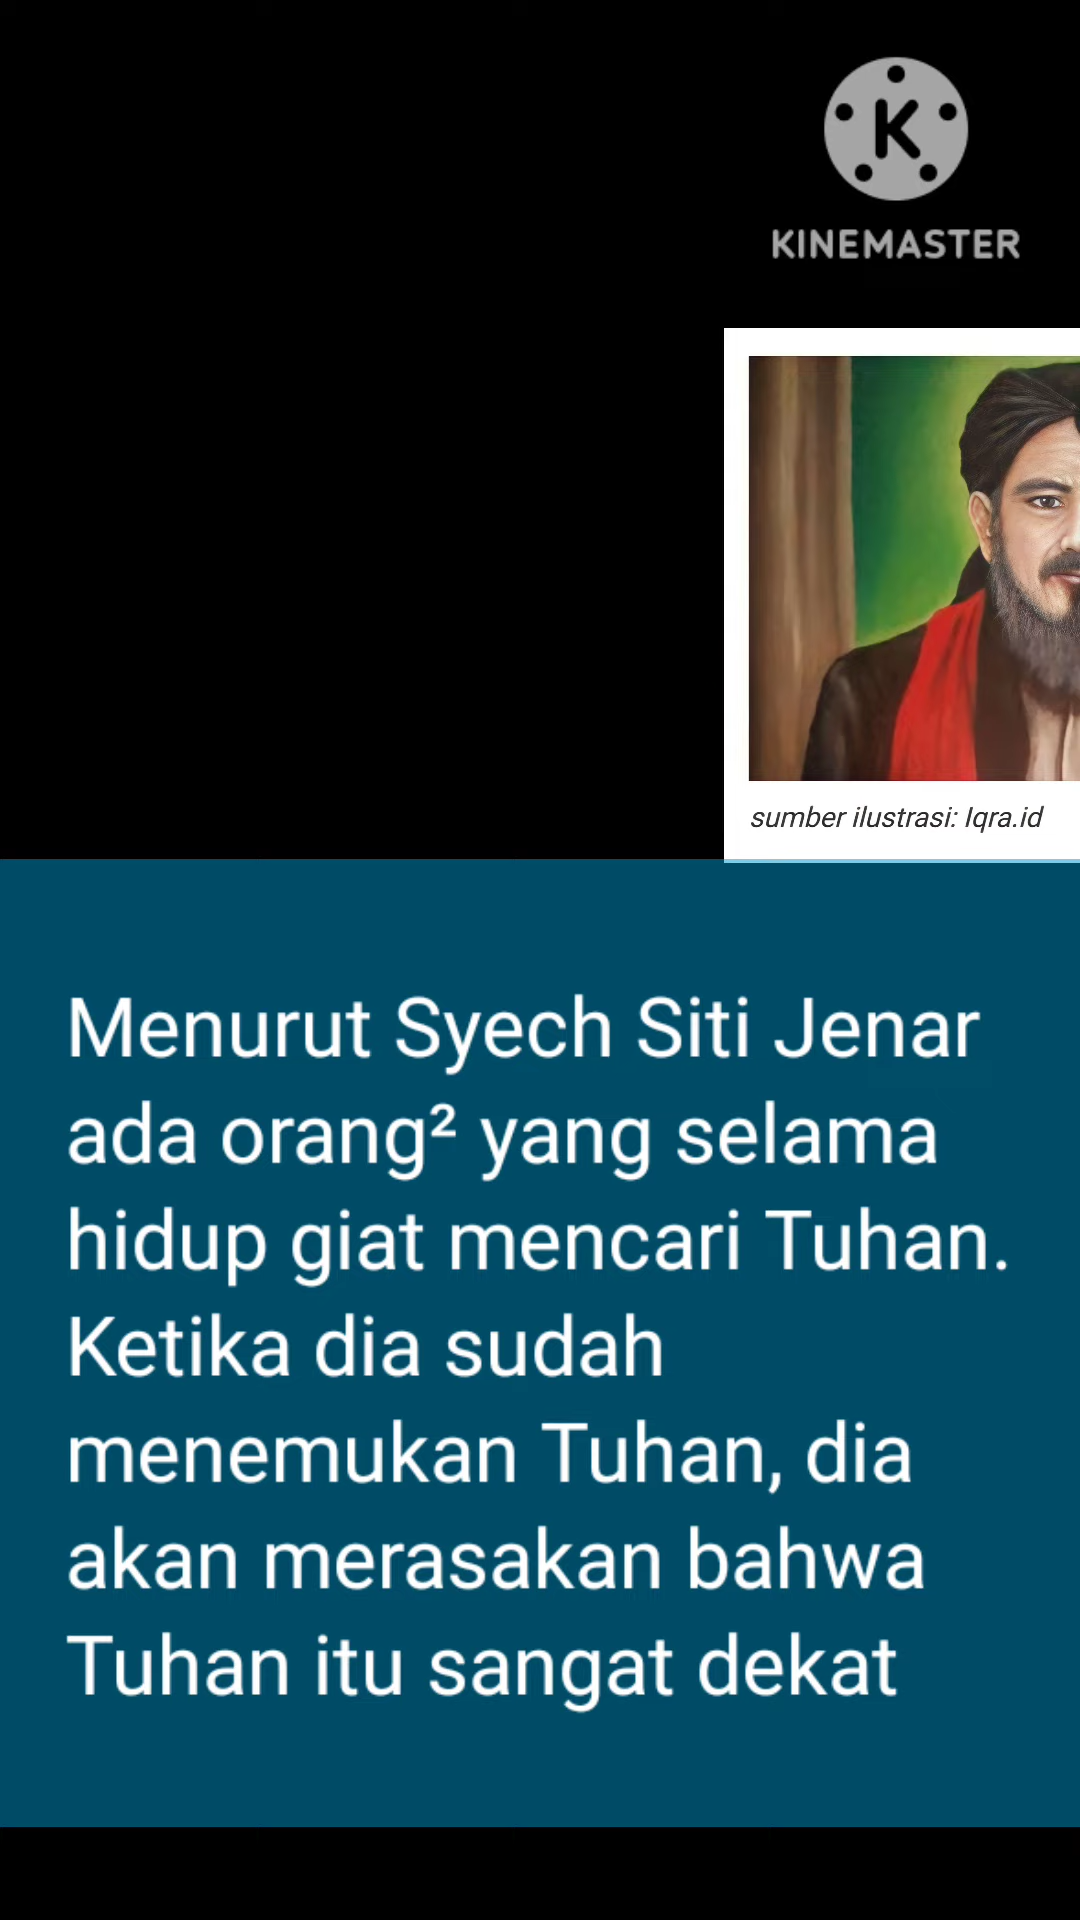 K
KINEMASTER
sumber ilustrasi: Iqra.id
Menurut Syech Siti Jenar
ada orang² yang selama
hidup giat mencari Tuhan.
Ketika dia sudah
menemukan Tuhan, dia
akan merasakan bahwa
Tuhan itu sangat dekat